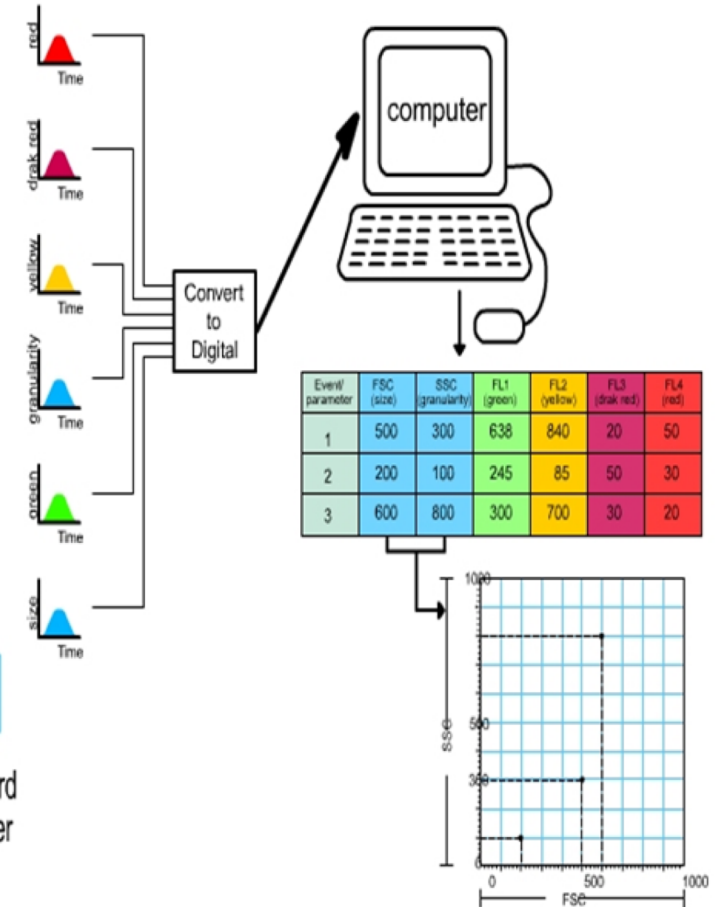 red
Time
drak red
Time
yellow
Time
granularity
Time
green
Time
size
Time
Convert
to
Digital
computer
Event/ parameter FSC (size) SSC (granularity) FL1 (green) FL2 (yellow) FL3 (drak red) FL4 (red)
1 500 300 638 840 20 50
2 200 100 245 85 50 30
3 600 800 300 700 30 20
1000
500
300
0
SSC
0 500 1000
FSC
rd
er